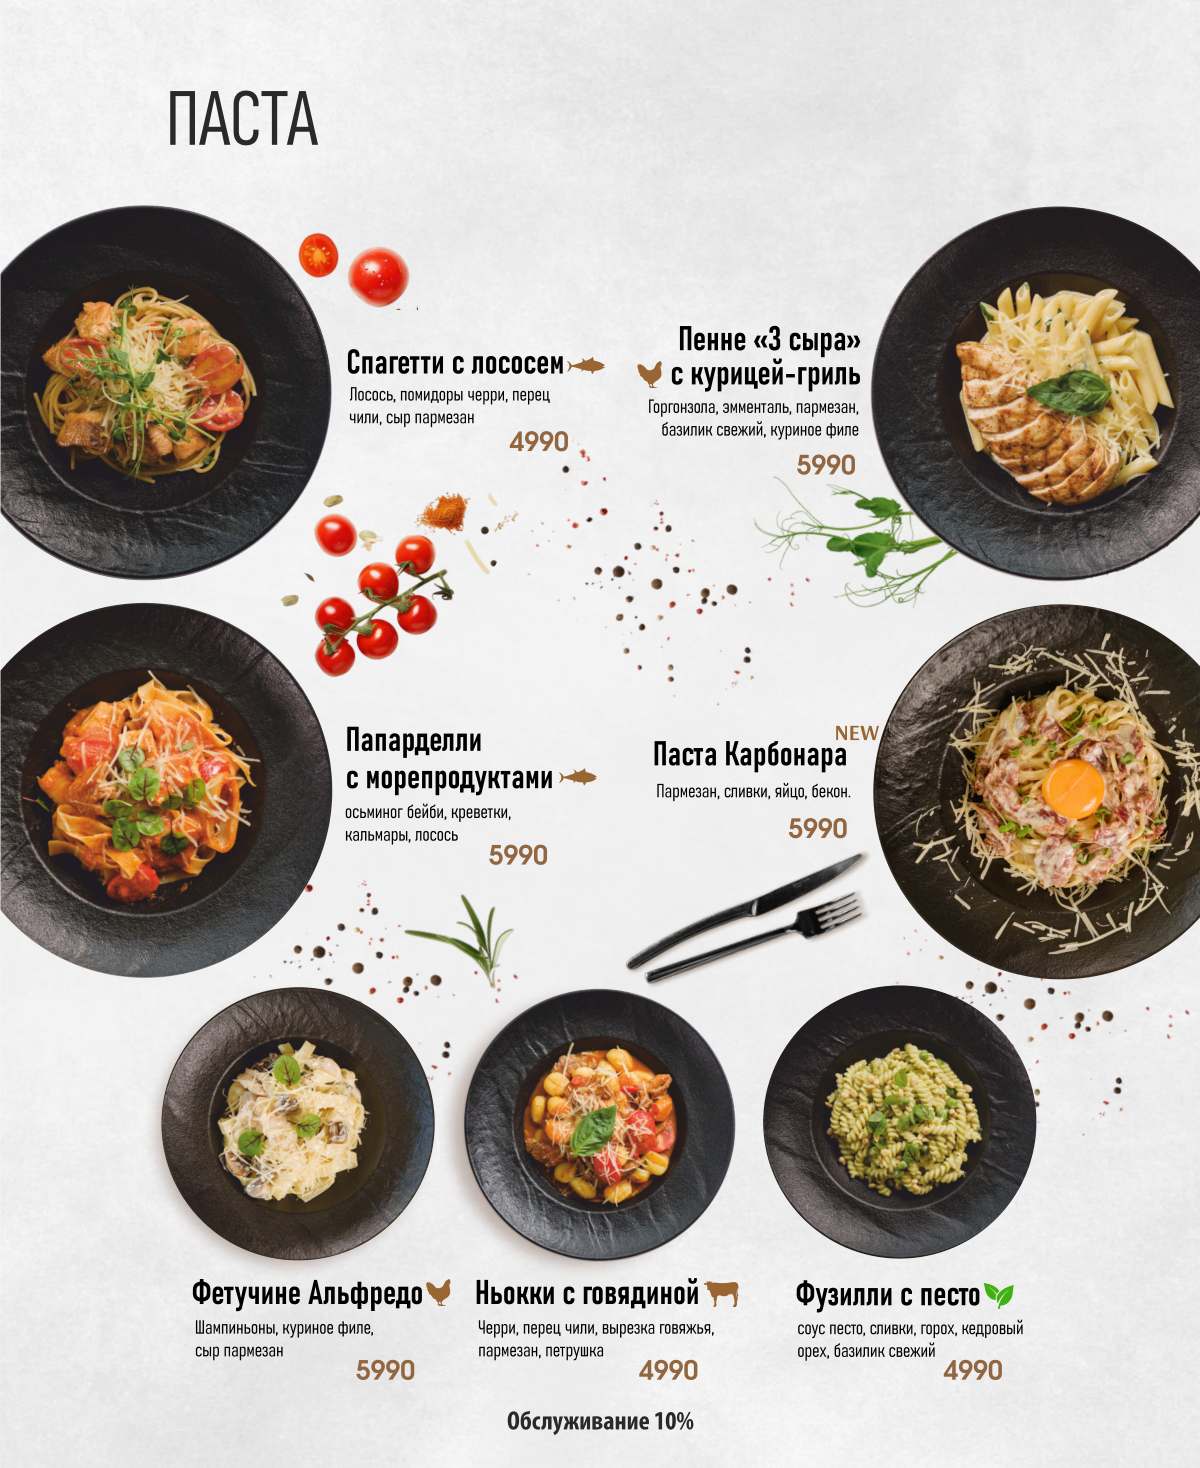 ПАСТА
Спагетти с лососем
Лосось, помидоры черри, перец
чили, сыр пармезан
4990
Пенне «3 сыра»
с курицей-гриль
Горгонзола, эмменталь, пармезан,
базилик свежий, куриное филе
5990
Папарделли
с морепродуктами
осьминог бейби, креветки,
кальмары, лосось
5990
NEW
Паста Карбонара
Пармезан, сливки, яйцо, бекон.
5990
Фетучине Альфредо
Шампиньоны, куриное филе,
сыр пармезан
5990
Ньокки с говядиной
Черри, перец чили, вырезка говяжья,
пармезан, петрушка
4990
Фузилли с песто
соус песто, сливки, горох, кедровый
орех, базилик свежий
4990
Обслуживание 10%